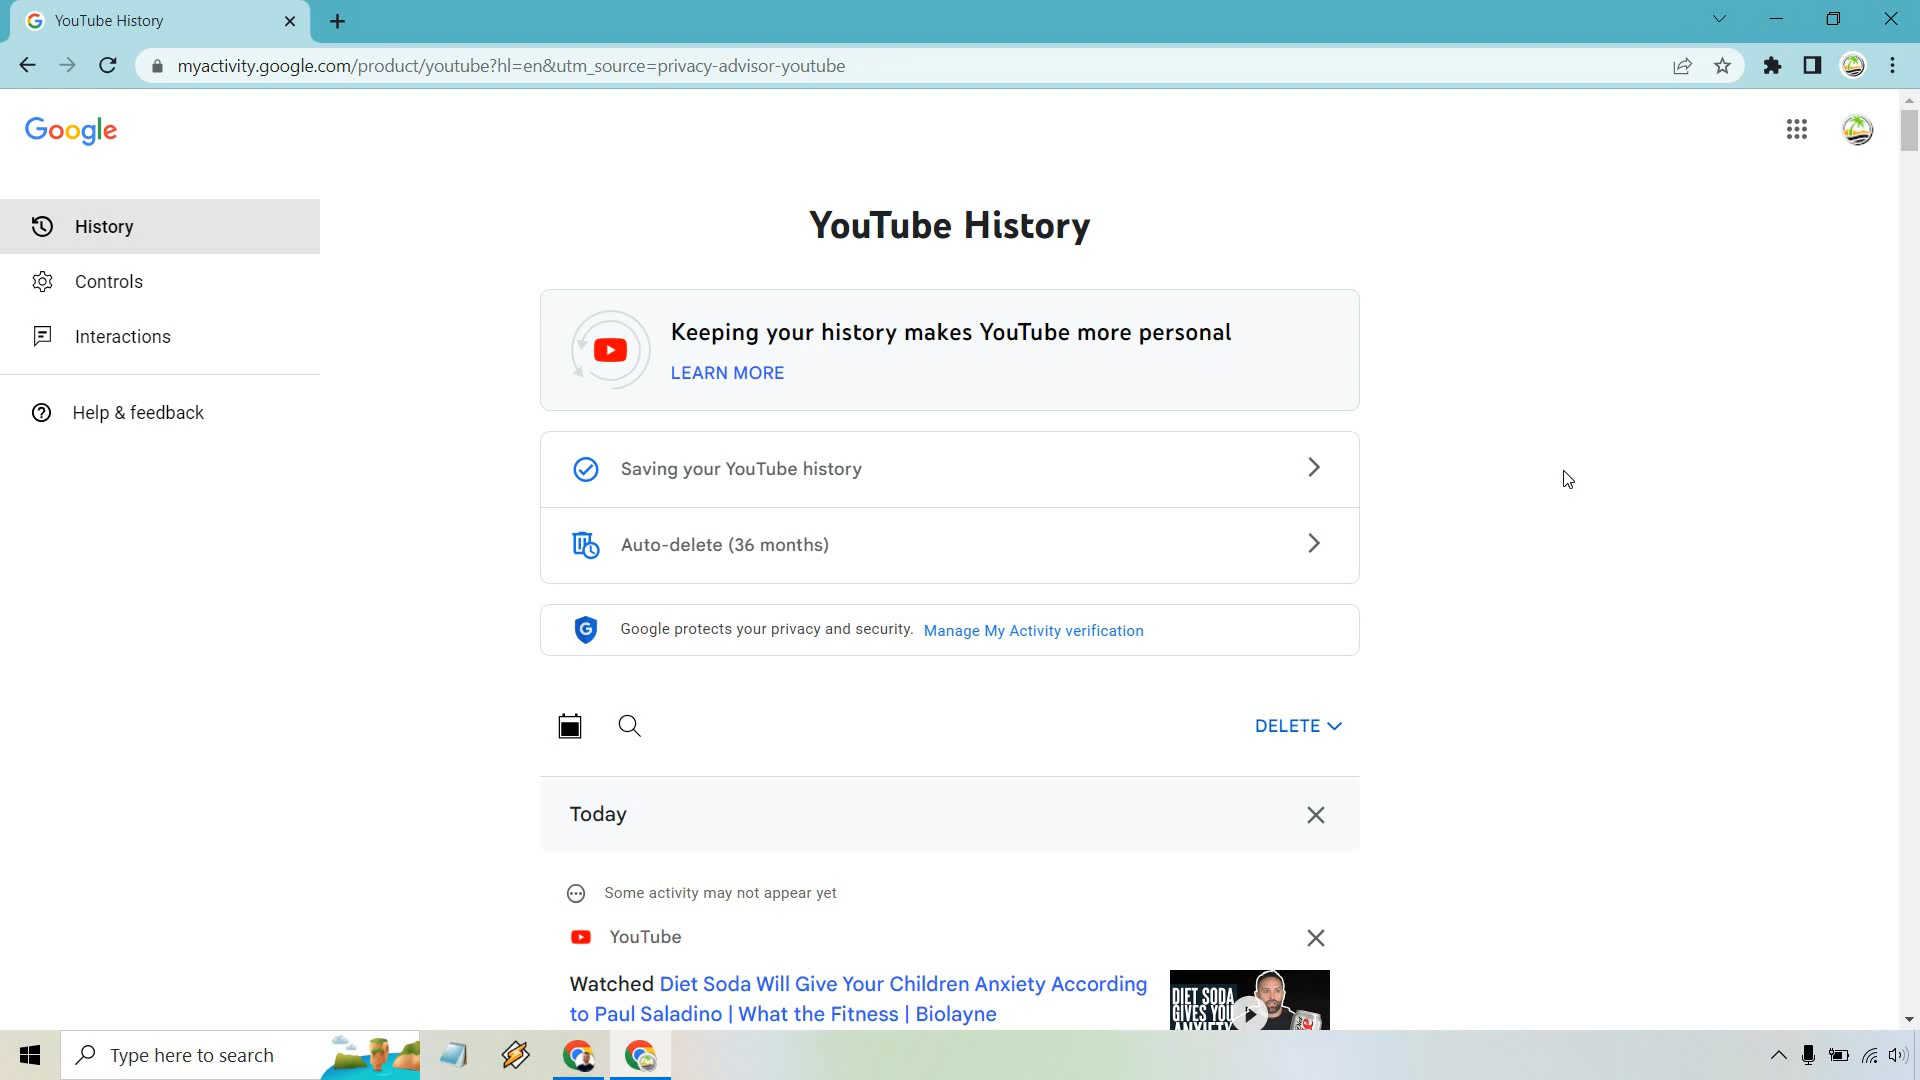 YouTube History
myactivity.google.com/product/youtube?hl=en&utm_source=privacy-advisor-youtube
Google
History
Controls
Interactions
Help & feedback
YouTube History
Keeping your history makes YouTube more personal
LEARN MORE
Saving your YouTube history
Auto-delete (36 months)
Google protects your privacy and security. Manage My Activity verification
DELETE
Today
Some activity may not appear yet
YouTube
Watched Diet Soda Will Give Your Children Anxiety According
to Paul Saladino | What the Fitness | Biolayne
DIET SODA
GIVES YOU
ANXIETY
Type here to search